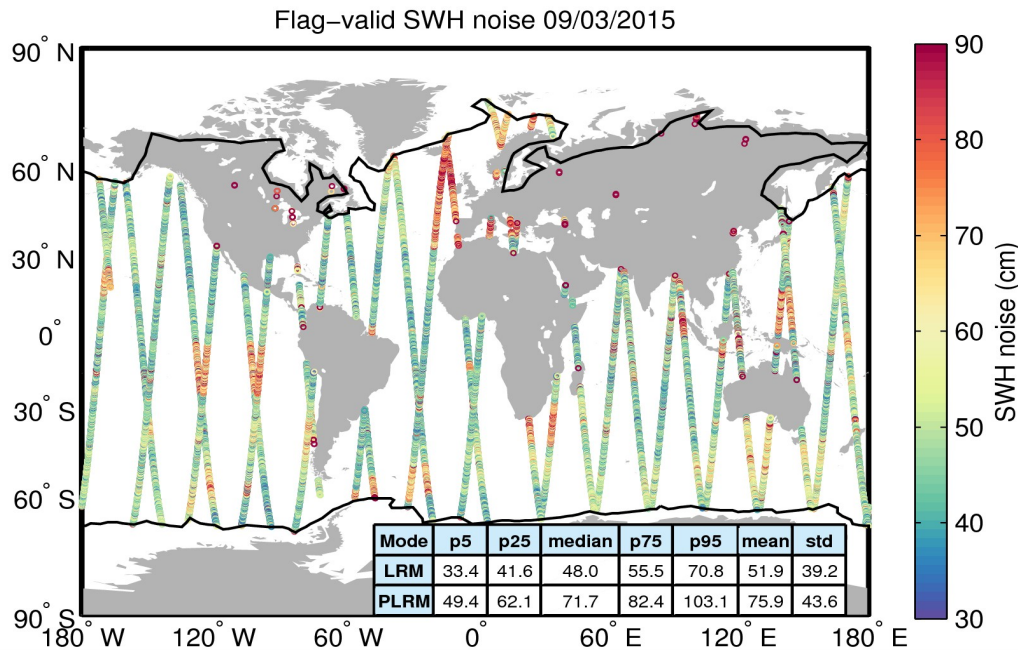 Flag−valid SWH noise 09/03/2015
90° N
60° N
30° N
0°
30° S
60° S
90° S
180° W
120° W
60° W
0°
60° E
120° E
180° E
Mode p5 p25 median p75 p95 mean std
LRM 33.4 41.6 48.0 55.5 70.8 51.9 39.2
PLRM 49.4 62.1 71.7 82.4 103.1 75.9 43.6
90
80
70
60
50
40
30
SWH noise (cm)